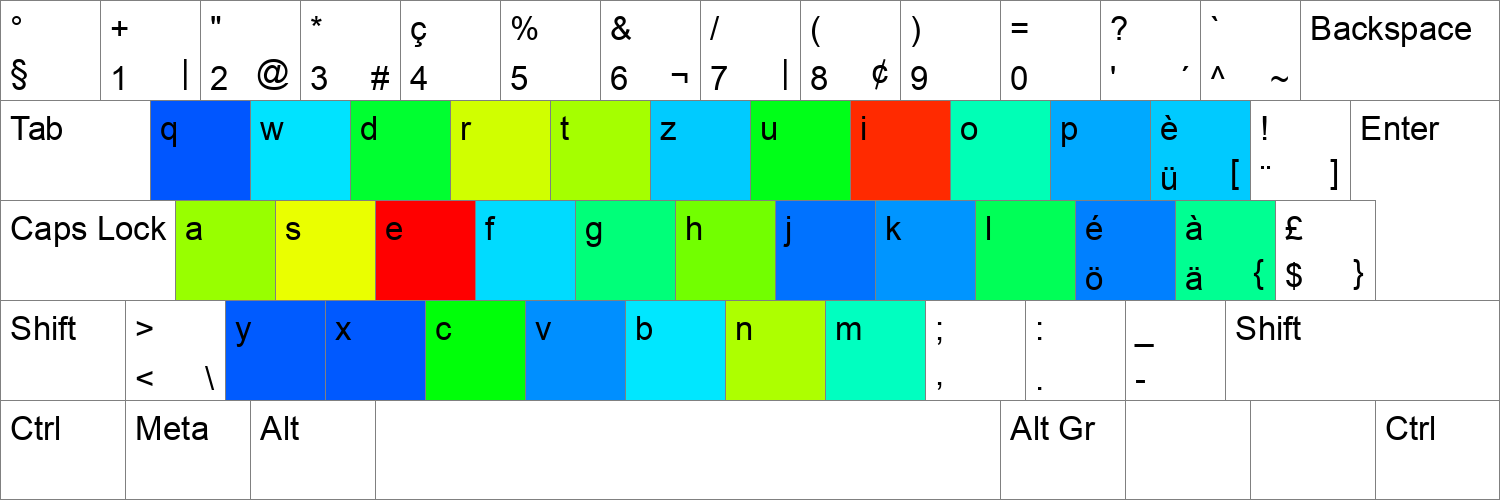 ° + " * ç % & / ( ) = ? ` Backspace
§ 1 | 2 @ 3 # 4 5 6 ¬ 7 | 8 ¢ 9 0 ' ´ ^ ~
Tab q w d r t z u i o p è ! Enter
ü [ ¨ ]
Caps Lock a s e f g h j k l é à £
ö ä { $ }
Shift > y x c v b n m ; : _ Shift
< \ , . -
Ctrl Meta Alt Alt Gr Ctrl